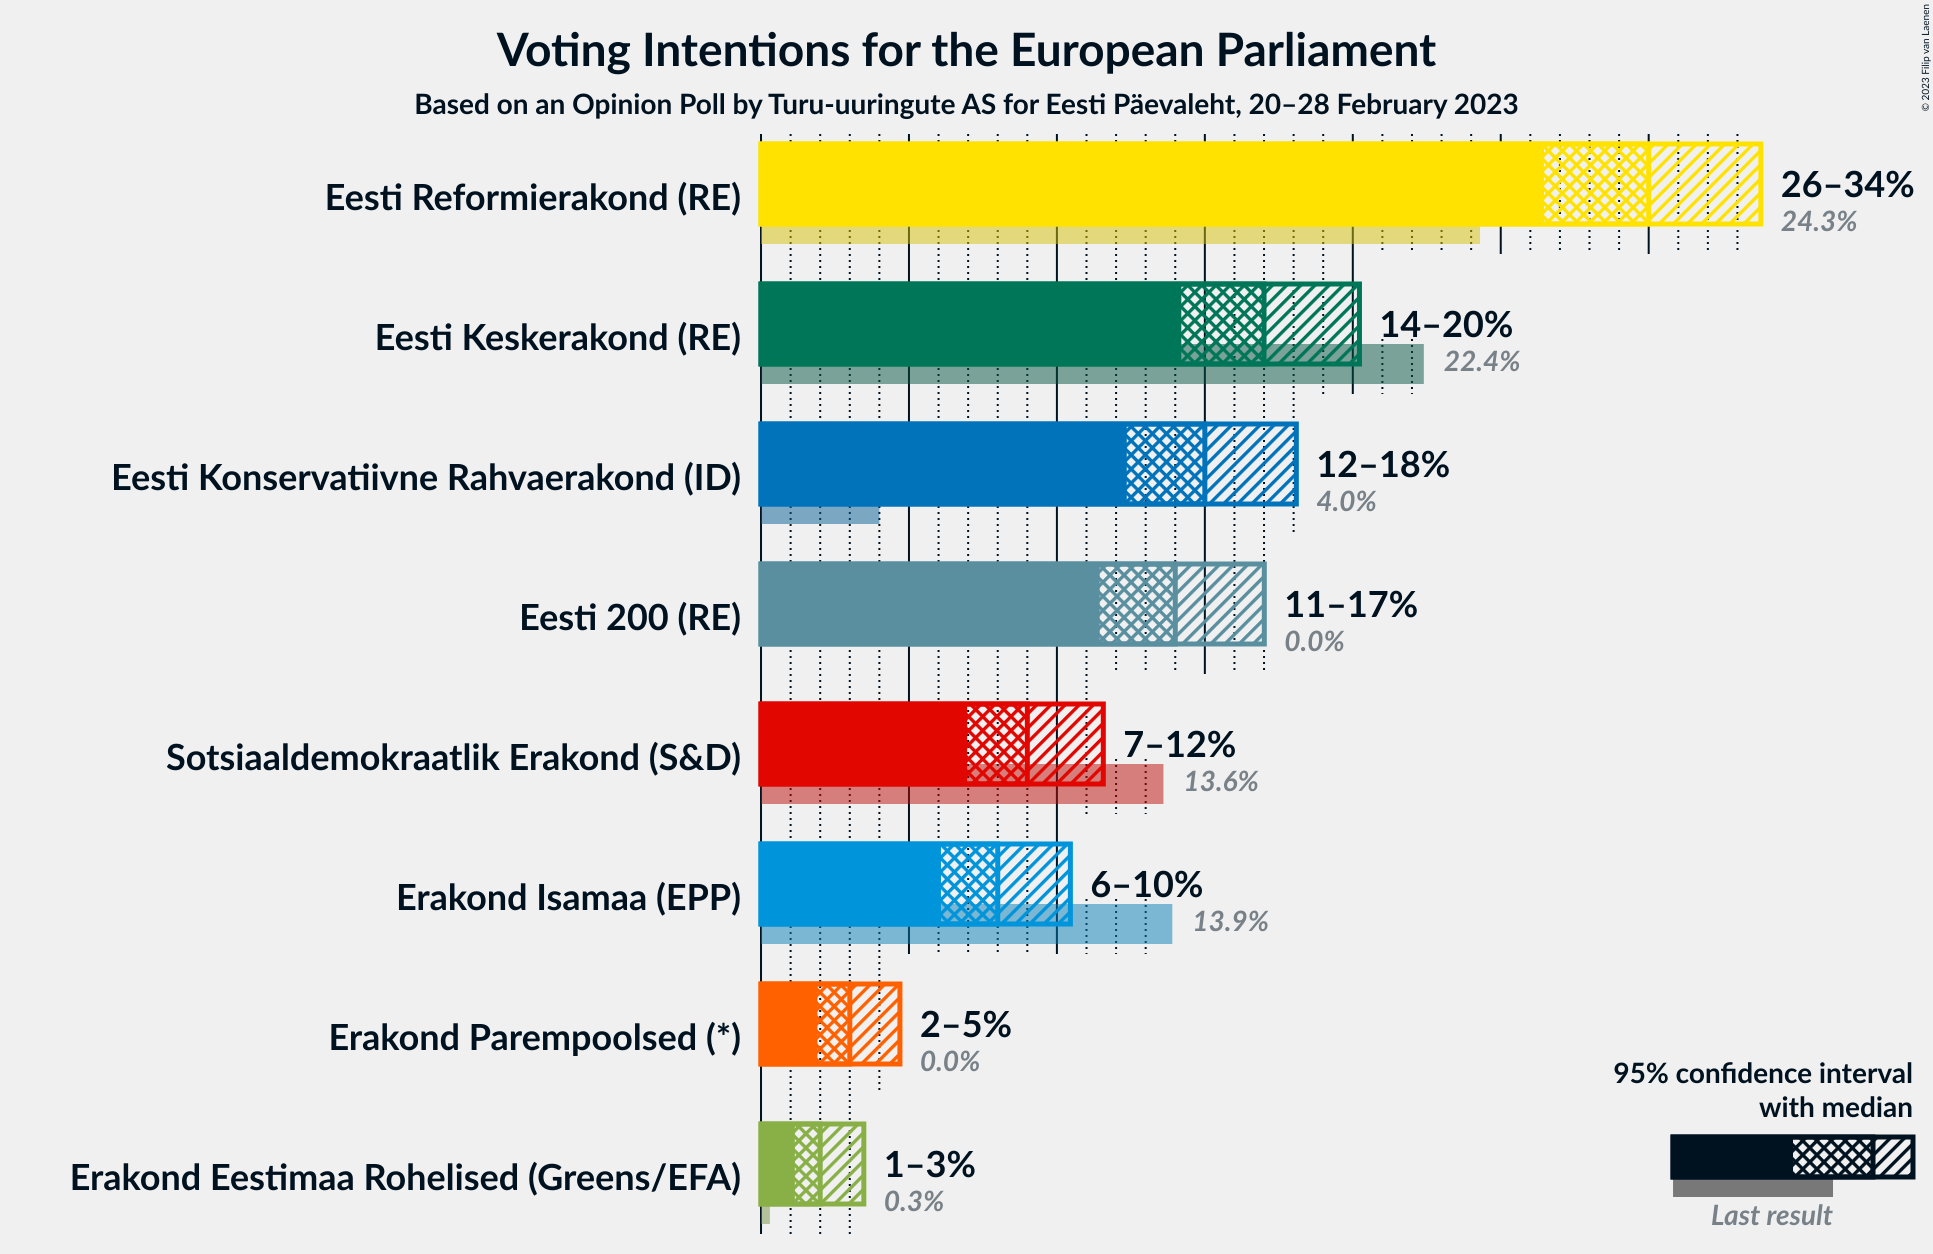 Voting Intentions for the European Parliament
Based on an Opinion Poll by Turu-uuringute AS for Eesti Päevaleht, 20–28 February 2023
© 2023 Filip van Laenen
Eesti Reformierakond (RE)
26–34%
24.3%
Eesti Keskerakond (RE)
14–20%
22.4%
Eesti Konservatiivne Rahvaerakond (ID)
12–18%
4.0%
Eesti 200 (RE)
11–17%
0.0%
Sotsiaaldemokraatlik Erakond (S&D)
7–12%
13.6%
Erakond Isamaa (EPP)
6–10%
13.9%
Erakond Parempoolsed (*)
2–5%
0.0%
Erakond Eestimaa Rohelised (Greens/EFA)
1–3%
0.3%
95% confidence interval
with median
Last result